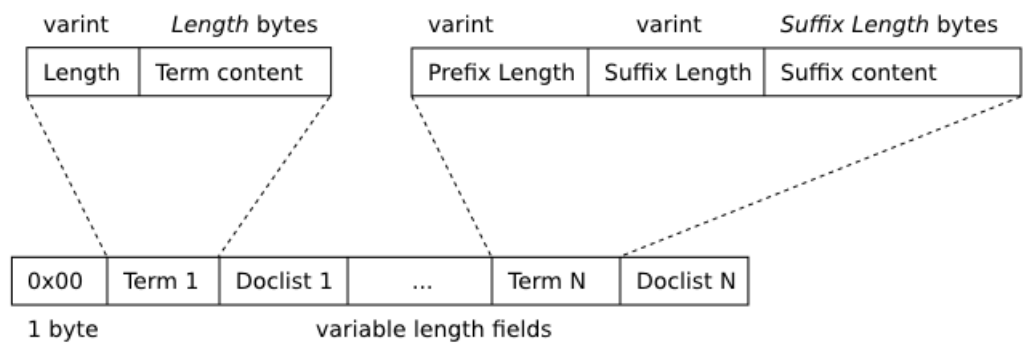 varint Length bytes varint varint Suffix Length bytes
Length Term content Prefix Length Suffix Length Suffix content
0x00 Term 1 Doclist 1 ... Term N Doclist N
1 byte variable length fields